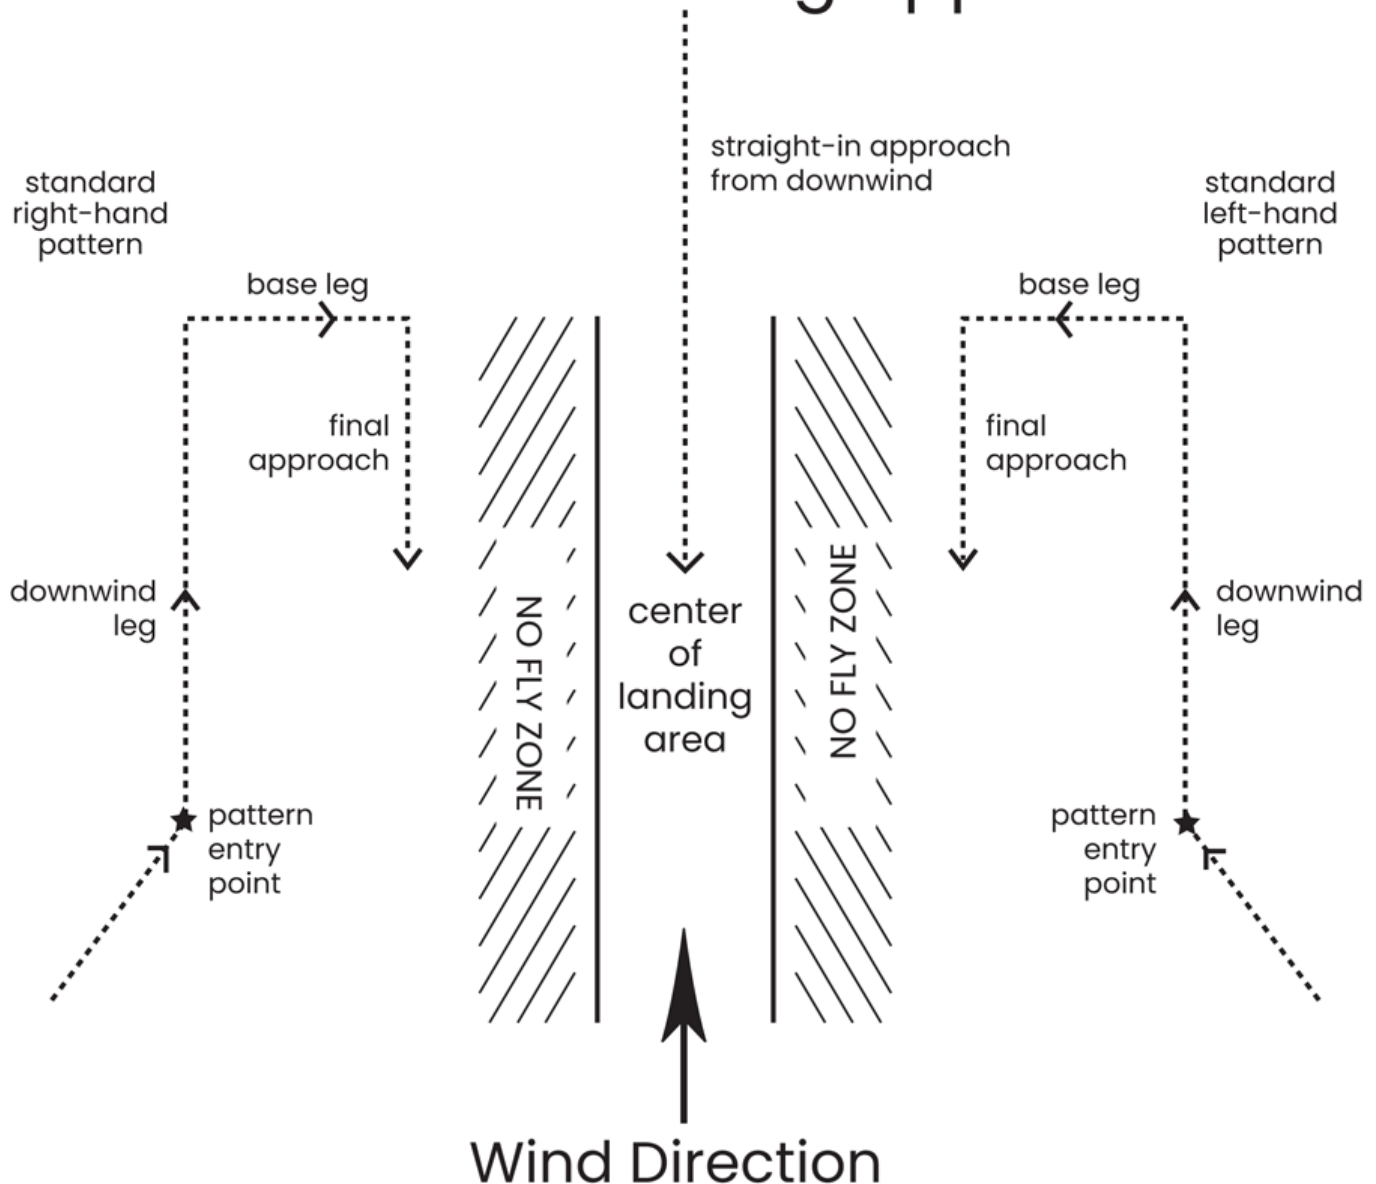 straight-in approach
from downwind
standard
right-hand
pattern
standard
left-hand
pattern
base leg
base leg
final
approach
final
approach
downwind
leg
downwind
leg
NO FLY ZONE
center
of
landing
area
NO FLY ZONE
pattern
entry
point
pattern
entry
point
Wind Direction